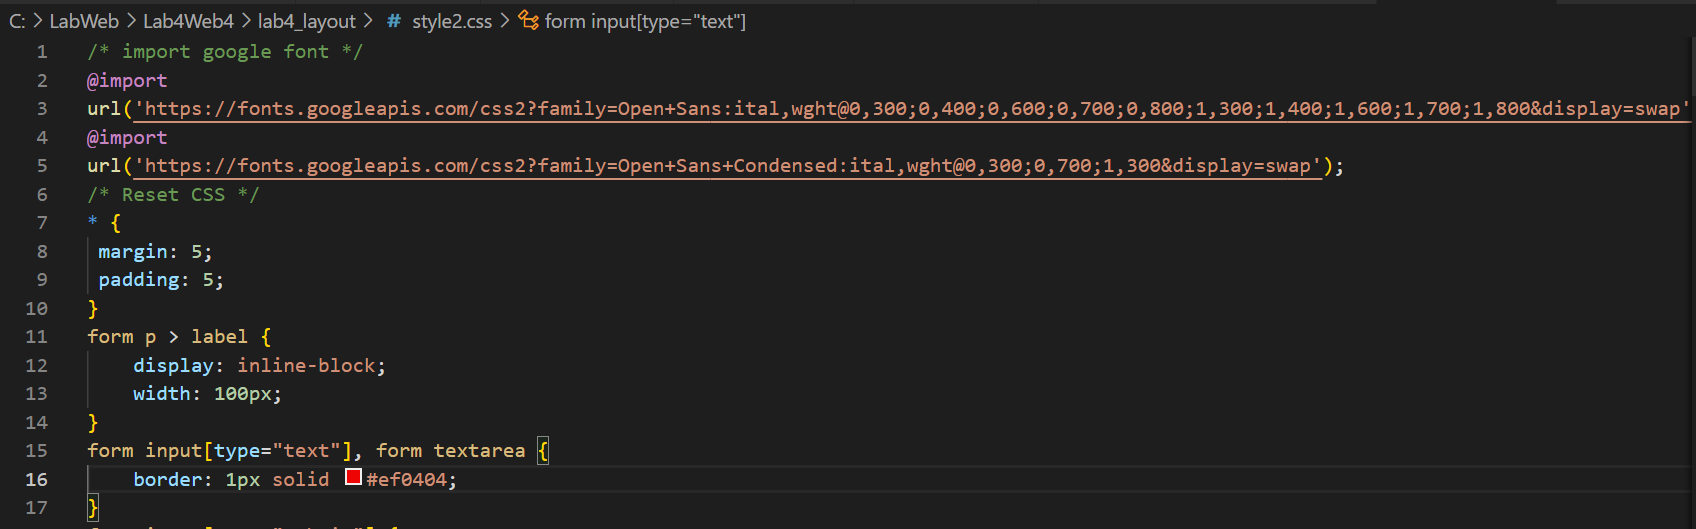 C: > LabWeb > Lab4Web4 > lab4_layout > # style2.css > form input[type="text"]
1 /* import google font */
2 @import
3 url('https://fonts.googleapis.com/css2?family=Open+Sans:ital,wght@0,300;0,400;0,600;0,700;0,800;1,300;1,400;1,600;1,700;1,800&display=swap'
4 @import
5 url('https://fonts.googleapis.com/css2?family=Open+Sans+Condensed:ital,wght@0,300;0,700;1,300&display=swap');
6 /* Reset CSS */
7 * {
8 margin: 5;
9 padding: 5;
10 }
11 form p > label {
12 display: inline-block;
13 width: 100px;
14 }
15 form input[type="text"], form textarea {
16 border: 1px solid #ef0404;
17 }